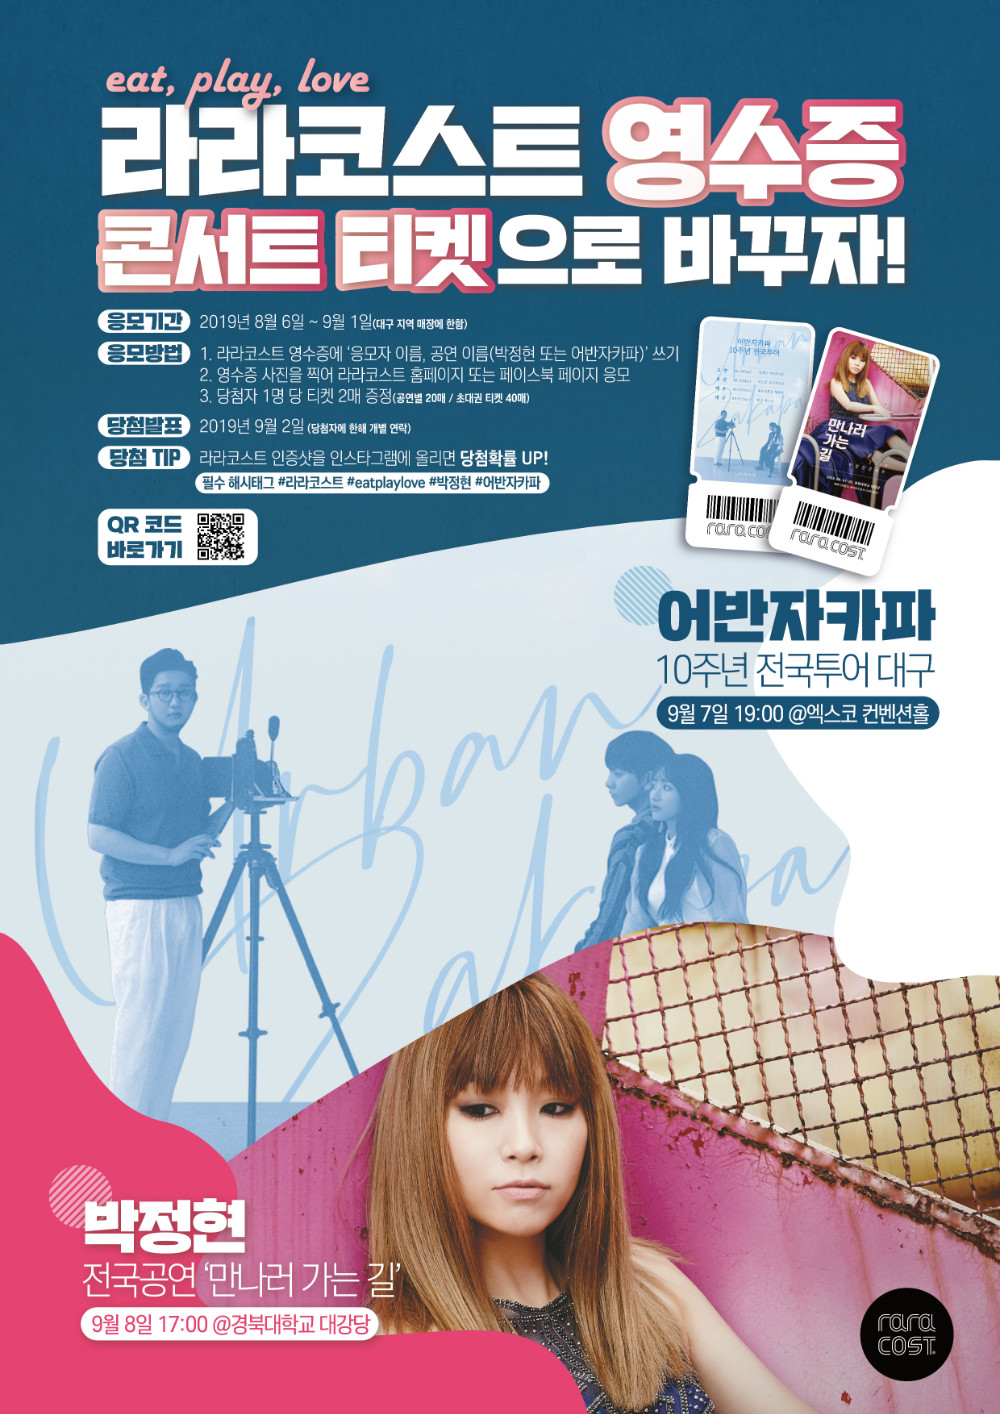 eat, play, love
라라코스트 영수증
콘서트 티켓으로 바꾸자!
응모기간 2019년 8월 6일 ~ 9월 1일(대구 지역 매장에 한함)
응모방법 1. 라라코스트 영수증에 ‘응모자 이름, 공연 이름(박정현 또는 어반자카파)’ 쓰기
2. 영수증 사진을 찍어 라라코스트 홈페이지 또는 페이스북 페이지 응모
3. 당첨자 1명 당 티켓 2매 증정(공연별 20매 / 초대권 티켓 40매)
당첨발표 2019년 9월 2일 (당첨자에 한해 개별 연락)
당첨 TIP 라라코스트 인증샷을 인스타그램에 올리면 당첨확률 UP!
필수 해시태그 #라라코스트 #eatplaylove #박정현 #어반자카파
QR 코드
바로가기
어반자카파
10주년 전국투어
만나러
가는
길
rara co
rara cost
어반자카파
10주년 전국투어 대구
9월 7일 19:00 @엑스코 컨벤션홀
Urban
Zakapa
박정현
전국공연 ‘만나러 가는 길’
9월 8일 17:00 @경북대학교 대강당
rara
cost